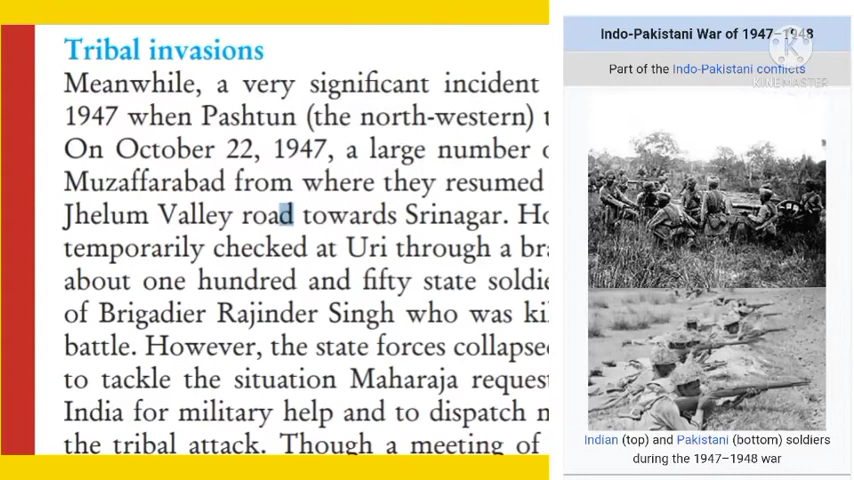 Tribal invasions
Meanwhile, a very significant incident
1947 when Pashtun (the north-western) t
On October 22, 1947, a large number o
Muzaffarabad from where they resumed
Jhelum Valley road towards Srinagar. Ho
temporarily checked at Uri through a bra
about one hundred and fifty state soldie
of Brigadier Rajinder Singh who was kil
battle. However, the state forces collapse
to tackle the situation Maharaja reques
India for military help and to dispatch
the tribal attack. Though a meeting of
Indo-Pakistani War of 1947–1948
Part of the Indo-Pakistani conflicts
KINEMASTER
Indian (top) and Pakistani (bottom) soldiers
during the 1947–1948 war